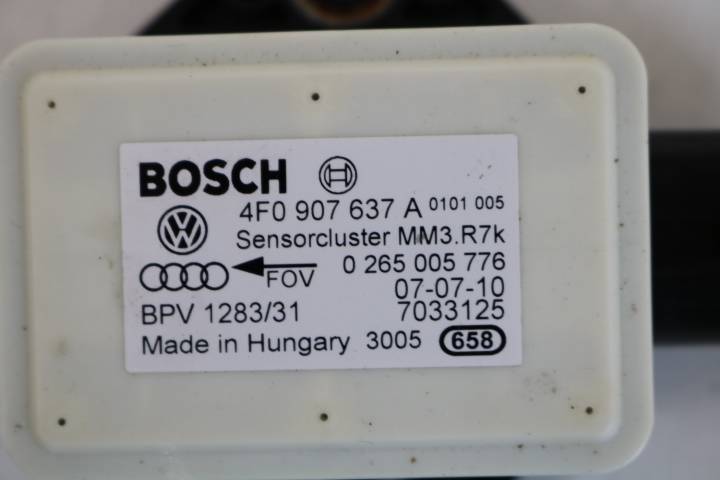 BOSCH
4F0 907 637 A 0101 005
Sensorcluster MM3.R7k
FOV 0 265 005 776
07-07-10
BPV 1283/31 7033125
Made in Hungary 3005 658